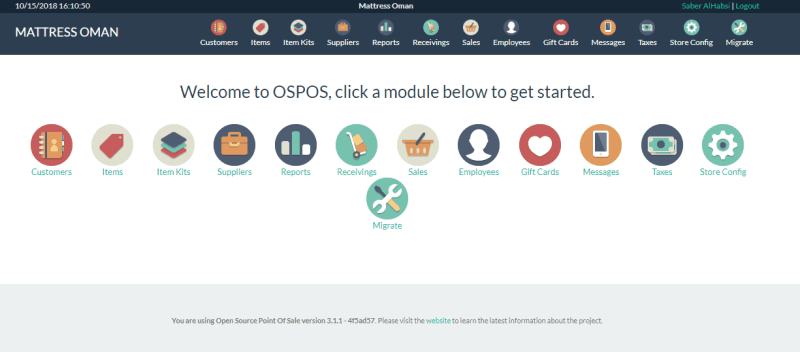 10/15/2018 16:10:50 Mattress Oman Saber AlHabsi | Logout
MATTRESS OMAN Customers Items Item Kits Suppliers Reports Receivings Sales Employees Gift Cards Messages Taxes Store Config Migrate
Welcome to OSPOS, click a module below to get started.
Customers Items Item Kits Suppliers Reports Receivings Sales Employees Gift Cards Messages Taxes Store Config
Migrate
You are using Open Source Point Of Sale version 3.1.1 - 4f5ad57. Please visit the website to learn the latest information about the project.